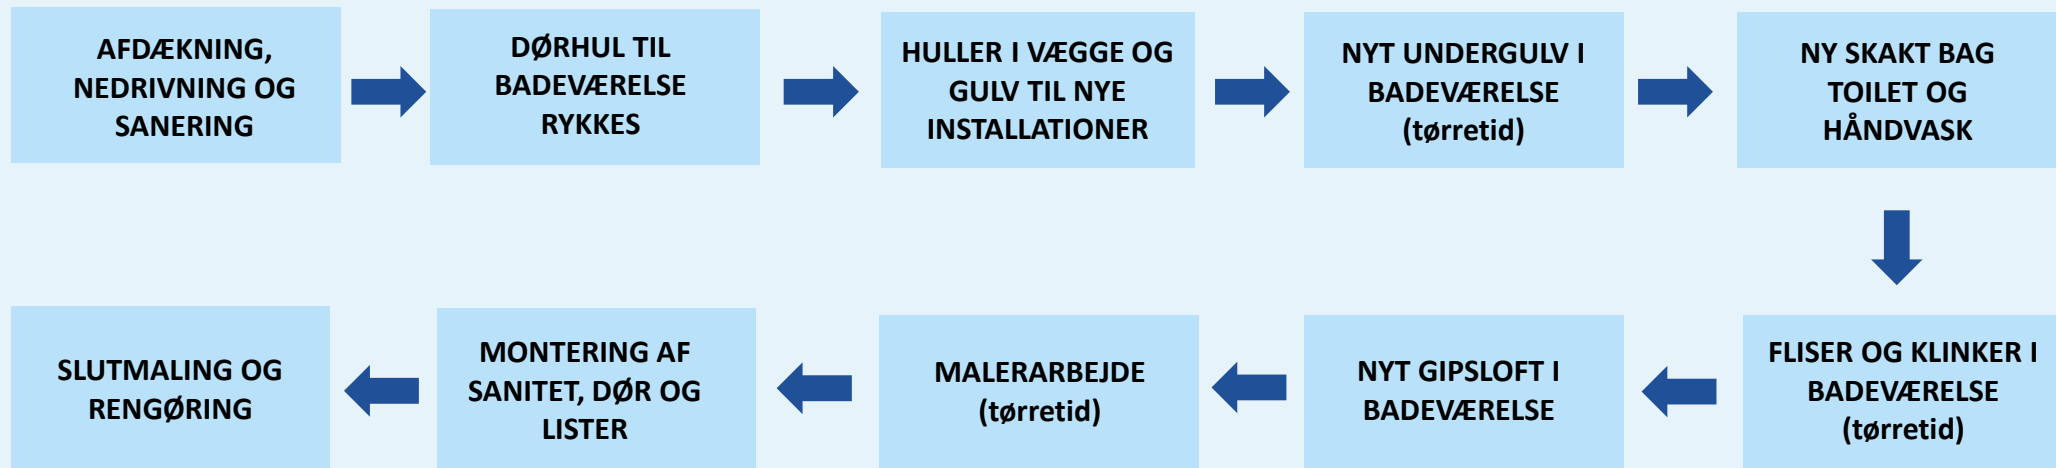 AFDÆKNING,
NEDRIVNING OG
SANERING
DØRHUL TIL
BADEVÆRELSE
RYKKES
HULLER I VÆGGE OG
GULV TIL NYE
INSTALLATIONER
NYT UNDERGULV I
BADEVÆRELSE
(tørretid)
NY SKAKT BAG
TOILET OG
HÅNDVASK
FLISER OG KLINKER I
BADEVÆRELSE
(tørretid)
NYT GIPSLOFT I
BADEVÆRELSE
MALERARBEJDE
(tørretid)
MONTERING AF
SANITET, DØR OG
LISTER
SLUTMALING OG
RENGØRING